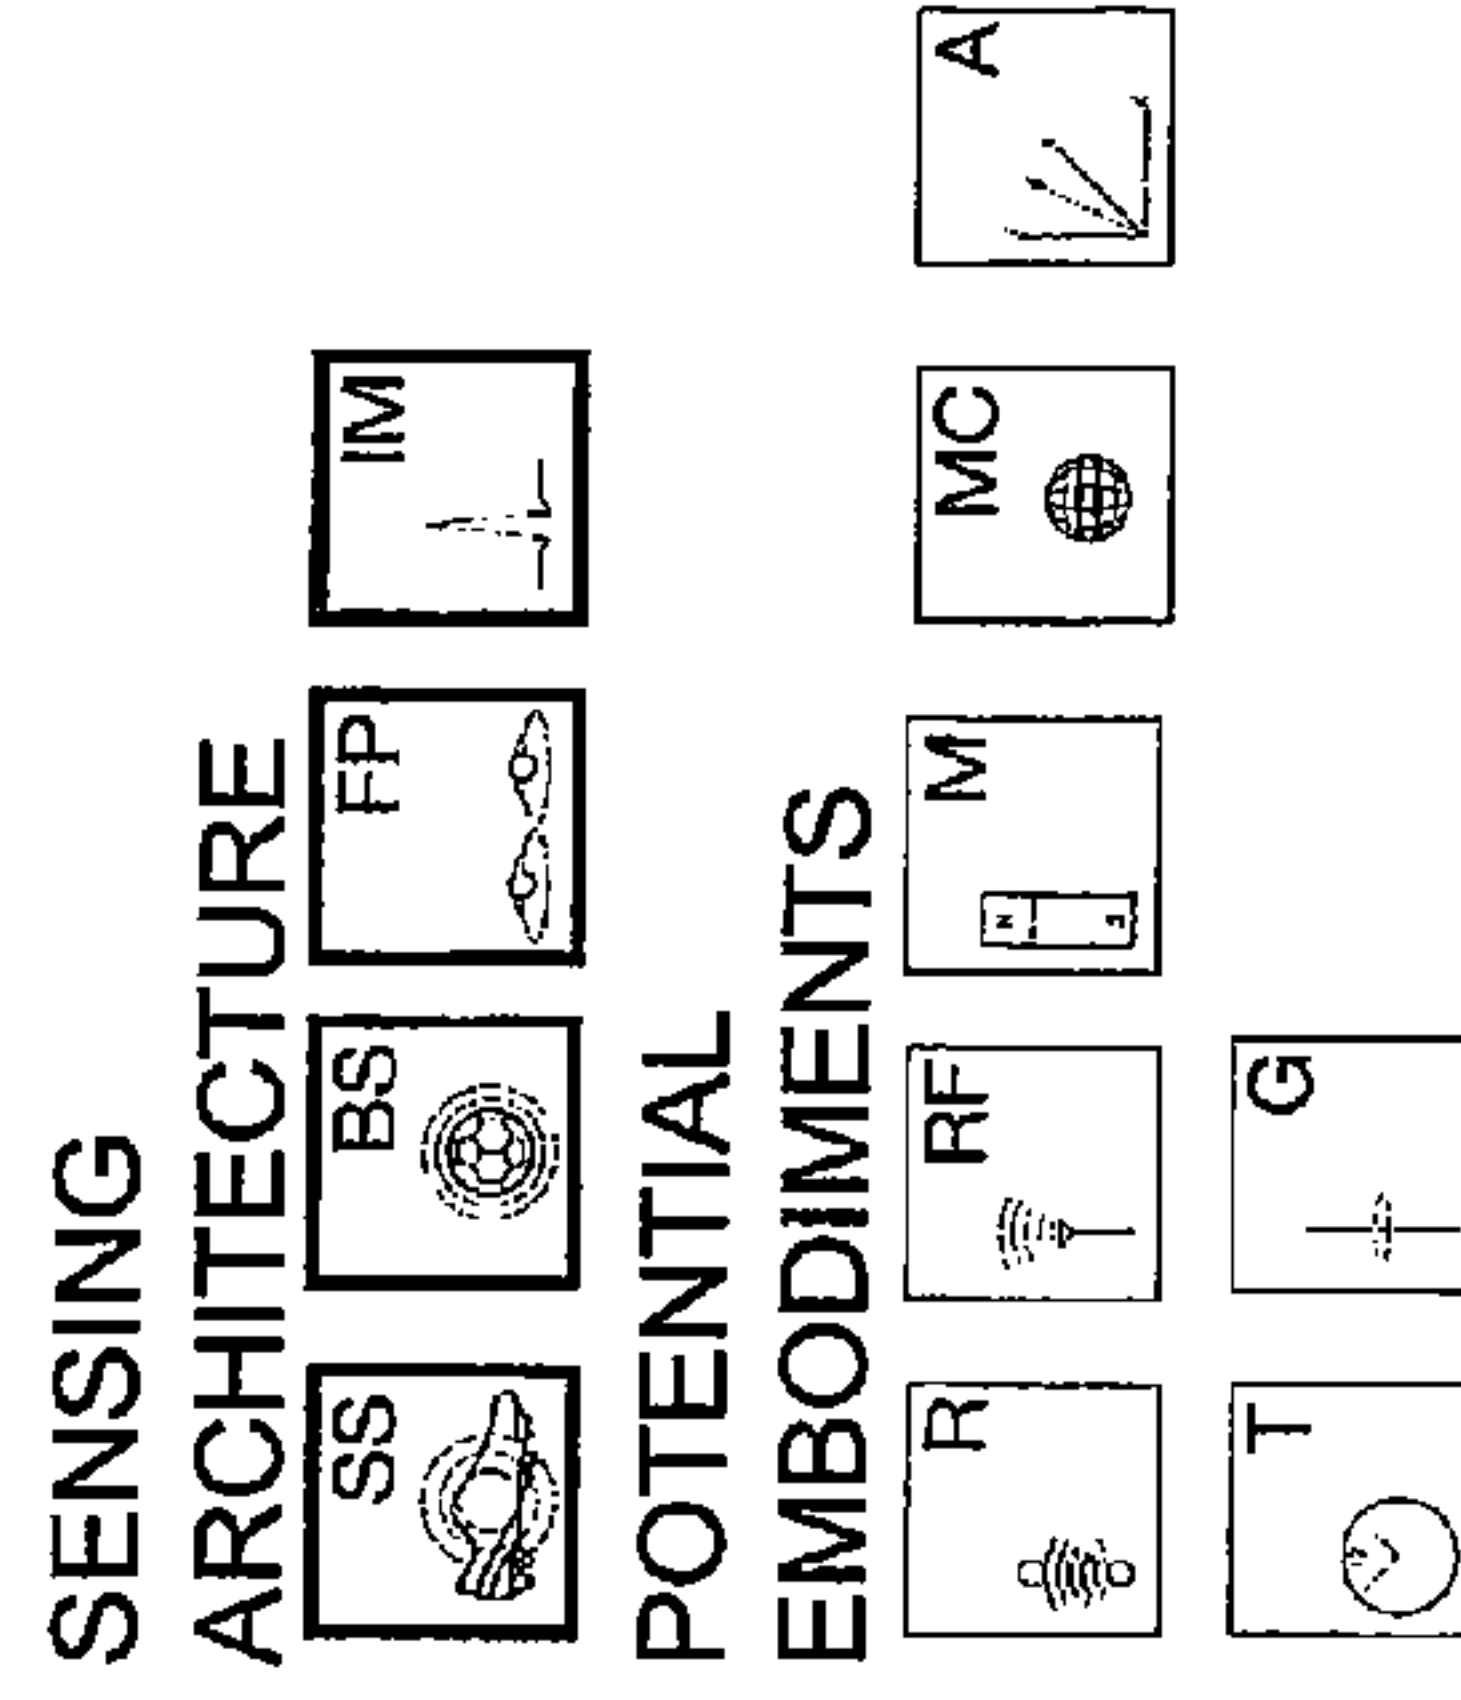 SENSING
ARCHITECTURE
SS BS FP IM
POTENTIAL
EMBODIMENTS
R RF M MC A
N S
T G